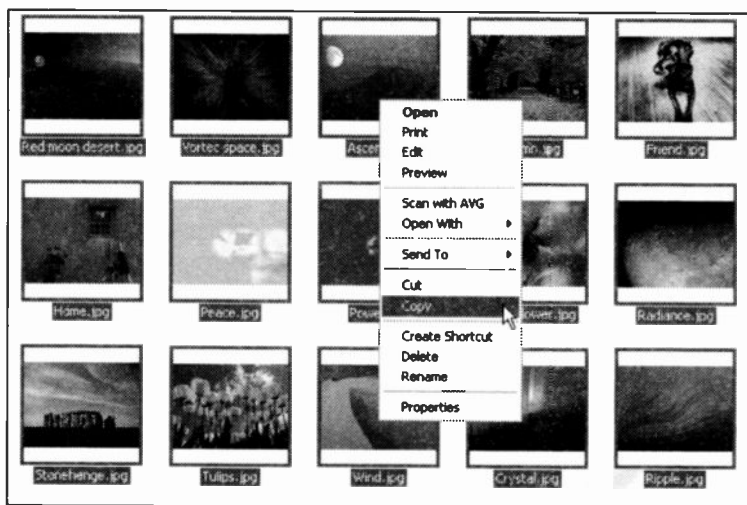 Red moon desert.jpg
Vortec space.jpg
Friend.jpg
Open
Print
Edit
Preview
Scan with AVG
Open With
Send To
Cut
Copy
Create Shortcut
Delete
Rename
Properties
Home.jpg
Peace.jpg
Radiance.jpg
Stonehenge.jpg
Tulips.jpg
Wind.jpg
Crystal.jpg
Ripple.jpg